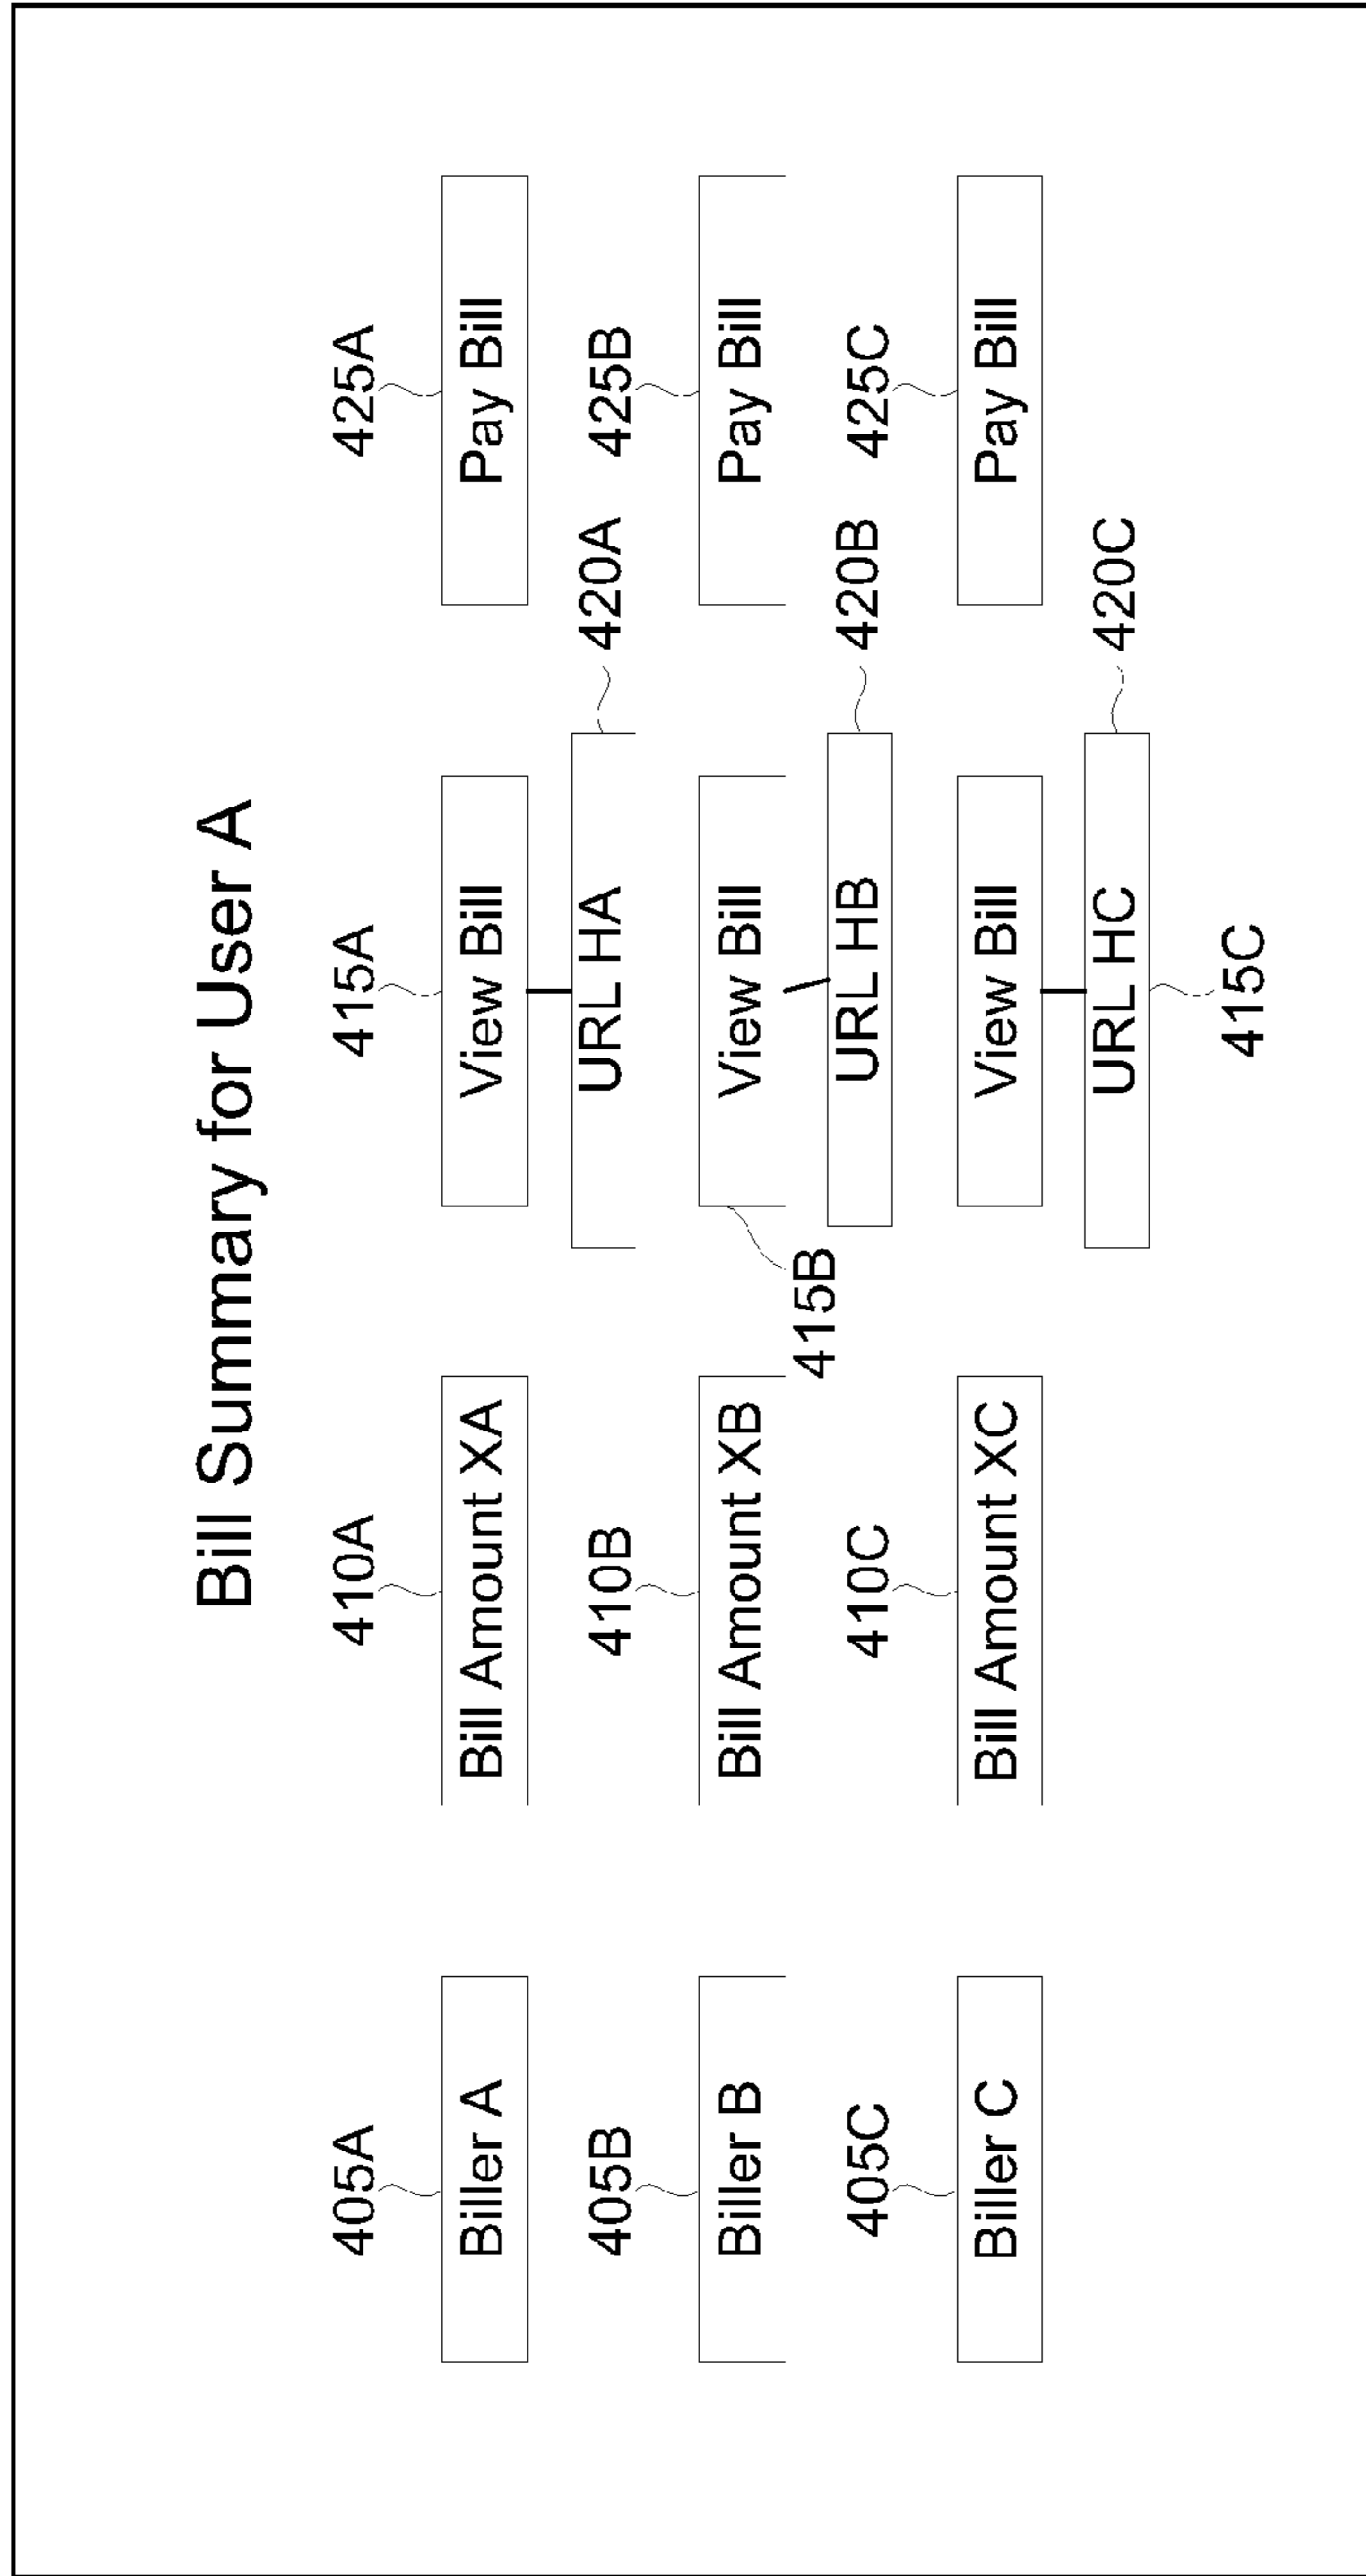 Bill Summary for User A
405A 410A 415A 425A
Biller A Bill Amount XA View Bill Pay Bill
URL HA 420A
405B 410B 425B
Biller B Bill Amount XB View Bill Pay Bill
415B
URL HB 420B
405C 410C 425C
Biller C Bill Amount XC View Bill Pay Bill
URL HC 420C
415C